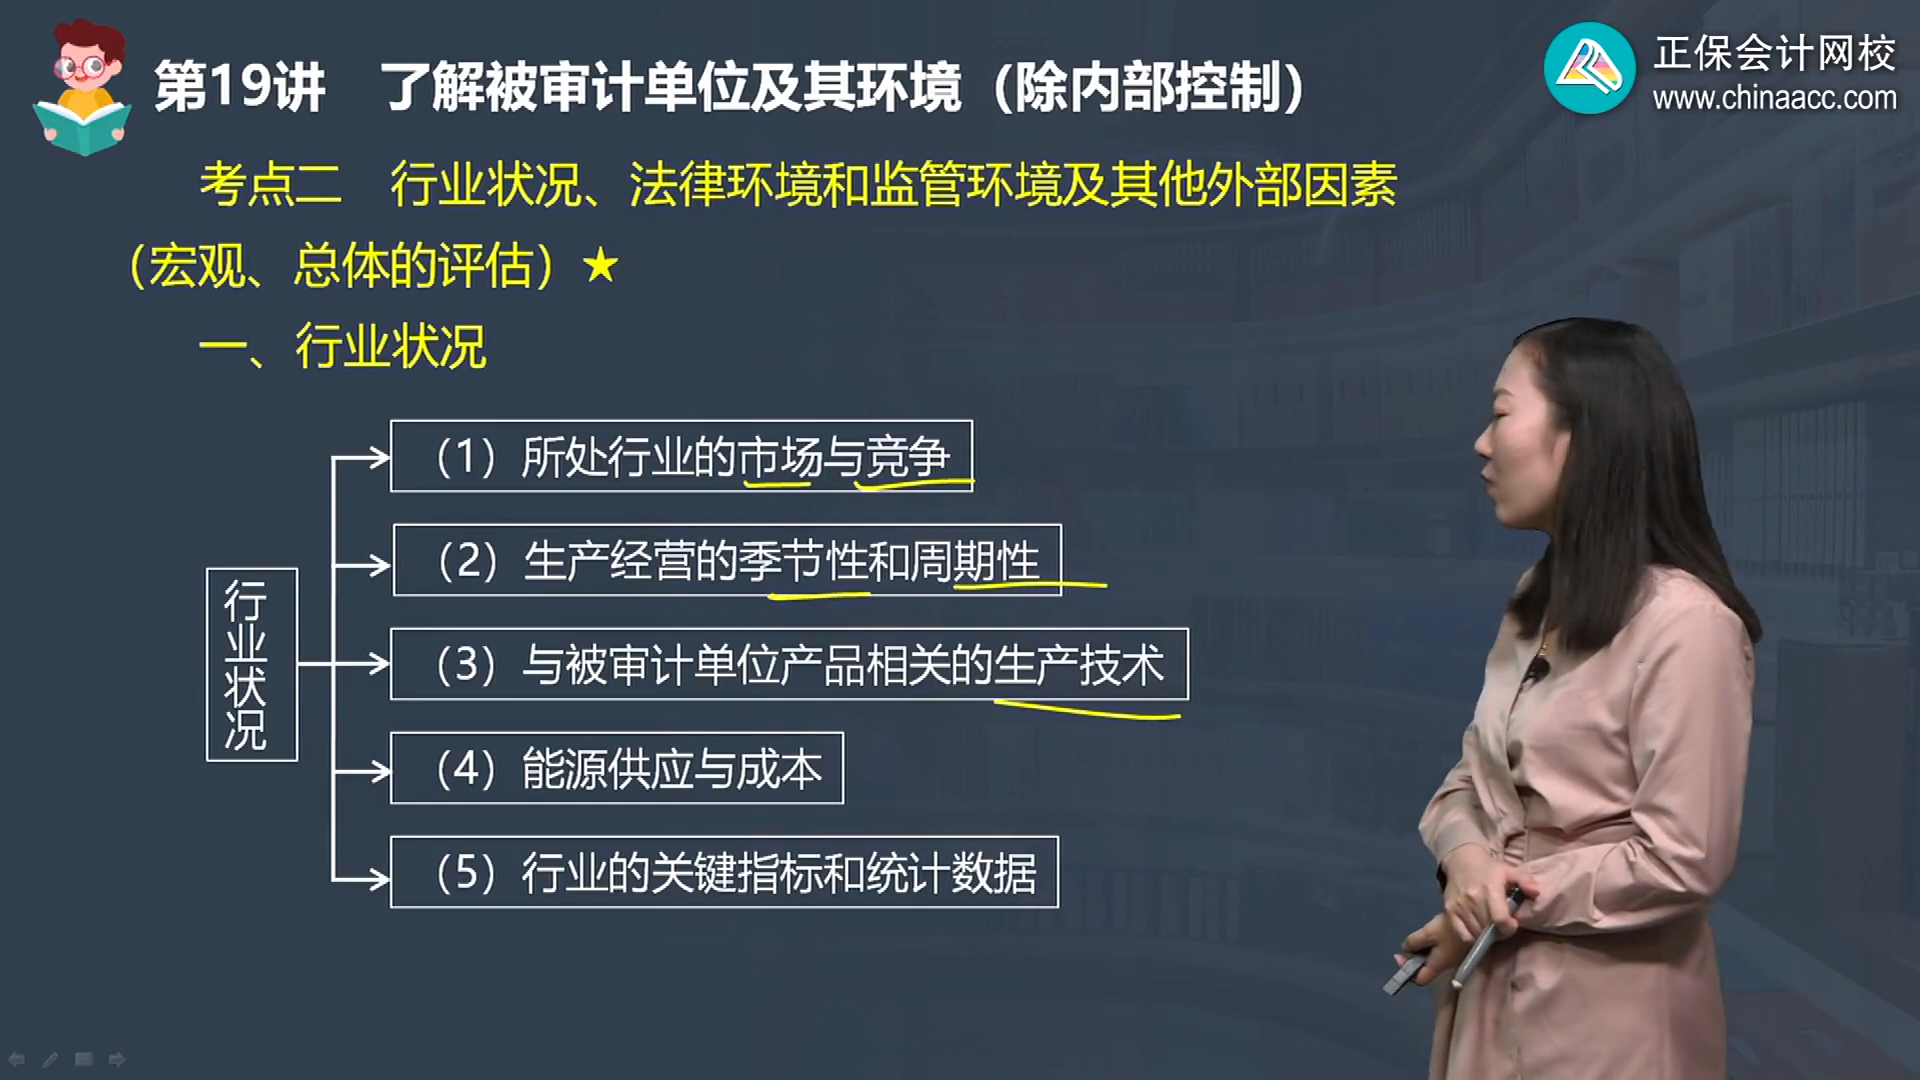 第19讲　了解被审计单位及其环境（除内部控制）
正保会计网校
www.chinaacc.com
考点二　行业状况、法律环境和监管环境及其他外部因素
（宏观、总体的评估）★
一、行业状况
行业状况
（1）所处行业的市场与竞争
（2）生产经营的季节性和周期性
（3）与被审计单位产品相关的生产技术
（4）能源供应与成本
（5）行业的关键指标和统计数据